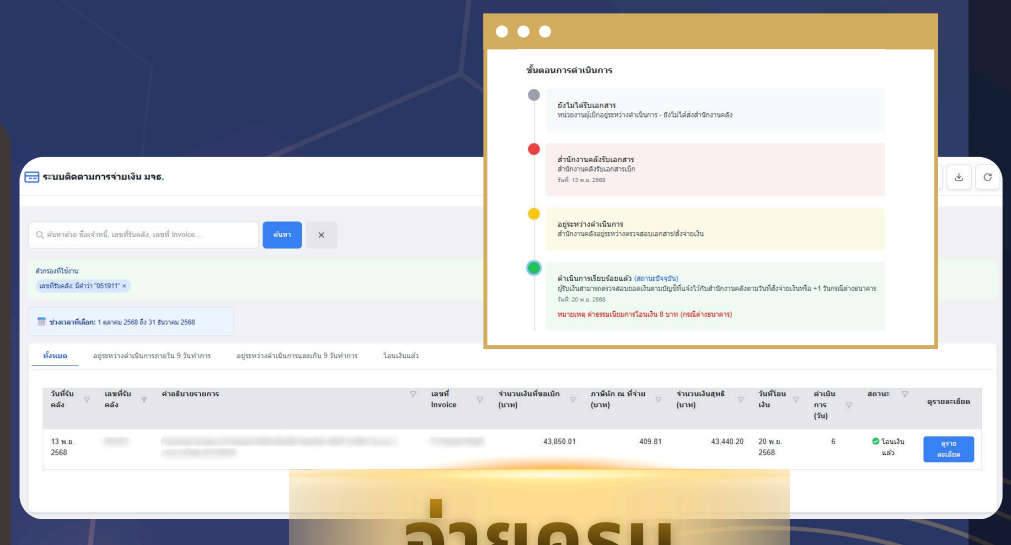 ขั้นตอนการดำเนินการ
ยังไม่ได้รับเอกสาร
หน่วยงานผู้เบิกอยู่ระหว่างดำเนินการ - ยังไม่ได้ส่งสำนักงานคลัง
สำนักงานคลังรับเอกสาร
สำนักงานคลังรับเอกสารเบิก
วันที่: 13 พ.ย. 2568
อยู่ระหว่างดำเนินการ
สำนักงานคลังอยู่ระหว่างตรวจสอบเอกสาร/สั่งจ่ายเงิน
ดำเนินการเรียบร้อยแล้ว (สถานะปัจจุบัน)
ผู้รับเงินสามารถตรวจสอบยอดเงินตามบัญชีที่แจ้งไว้กับสำนักงานคลังตามวันที่สั่งจ่ายเงินหรือ +1 วันกรณีต่างธนาคาร
วันที่: 20 พ.ย. 2568
หมายเหตุ ค่าธรรมเนียมการโอนเงิน 8 บาท (กรณีต่างธนาคาร)
ระบบติดตามการจ่ายเงิน มจธ.
ค้นหาด้วย ชื่อเจ้าหนี้, เลขที่รับคลัง, เลขที่ Invoice...
ค้นหา
ตัวกรองที่ใช้งาน:
เลขที่รับคลัง: มีคำว่า "051911" ×
ช่วงเวลาที่เลือก: 1 ตุลาคม 2568 ถึง 31 ธันวาคม 2568
ทั้งหมด อยู่ระหว่างดำเนินการภายใน 9 วันทำการ อยู่ระหว่างดำเนินการและเกิน 9 วันทำการ โอนเงินแล้ว
วันที่รับคลัง เลขที่รับคลัง คำอธิบายรายการ เลขที่ Invoice จำนวนเงินที่ขอเบิก (บาท) ภาษีหัก ณ ที่จ่าย (บาท) จำนวนเงินสุทธิ (บาท) วันที่โอนเงิน ดำเนินการ (วัน) สถานะ ดูรายละเอียด
13 พ.ย. 2568 43,850.01 409.81 43,440.20 20 พ.ย. 2568 6 โอนเงินแล้ว ดูรายละเอียด